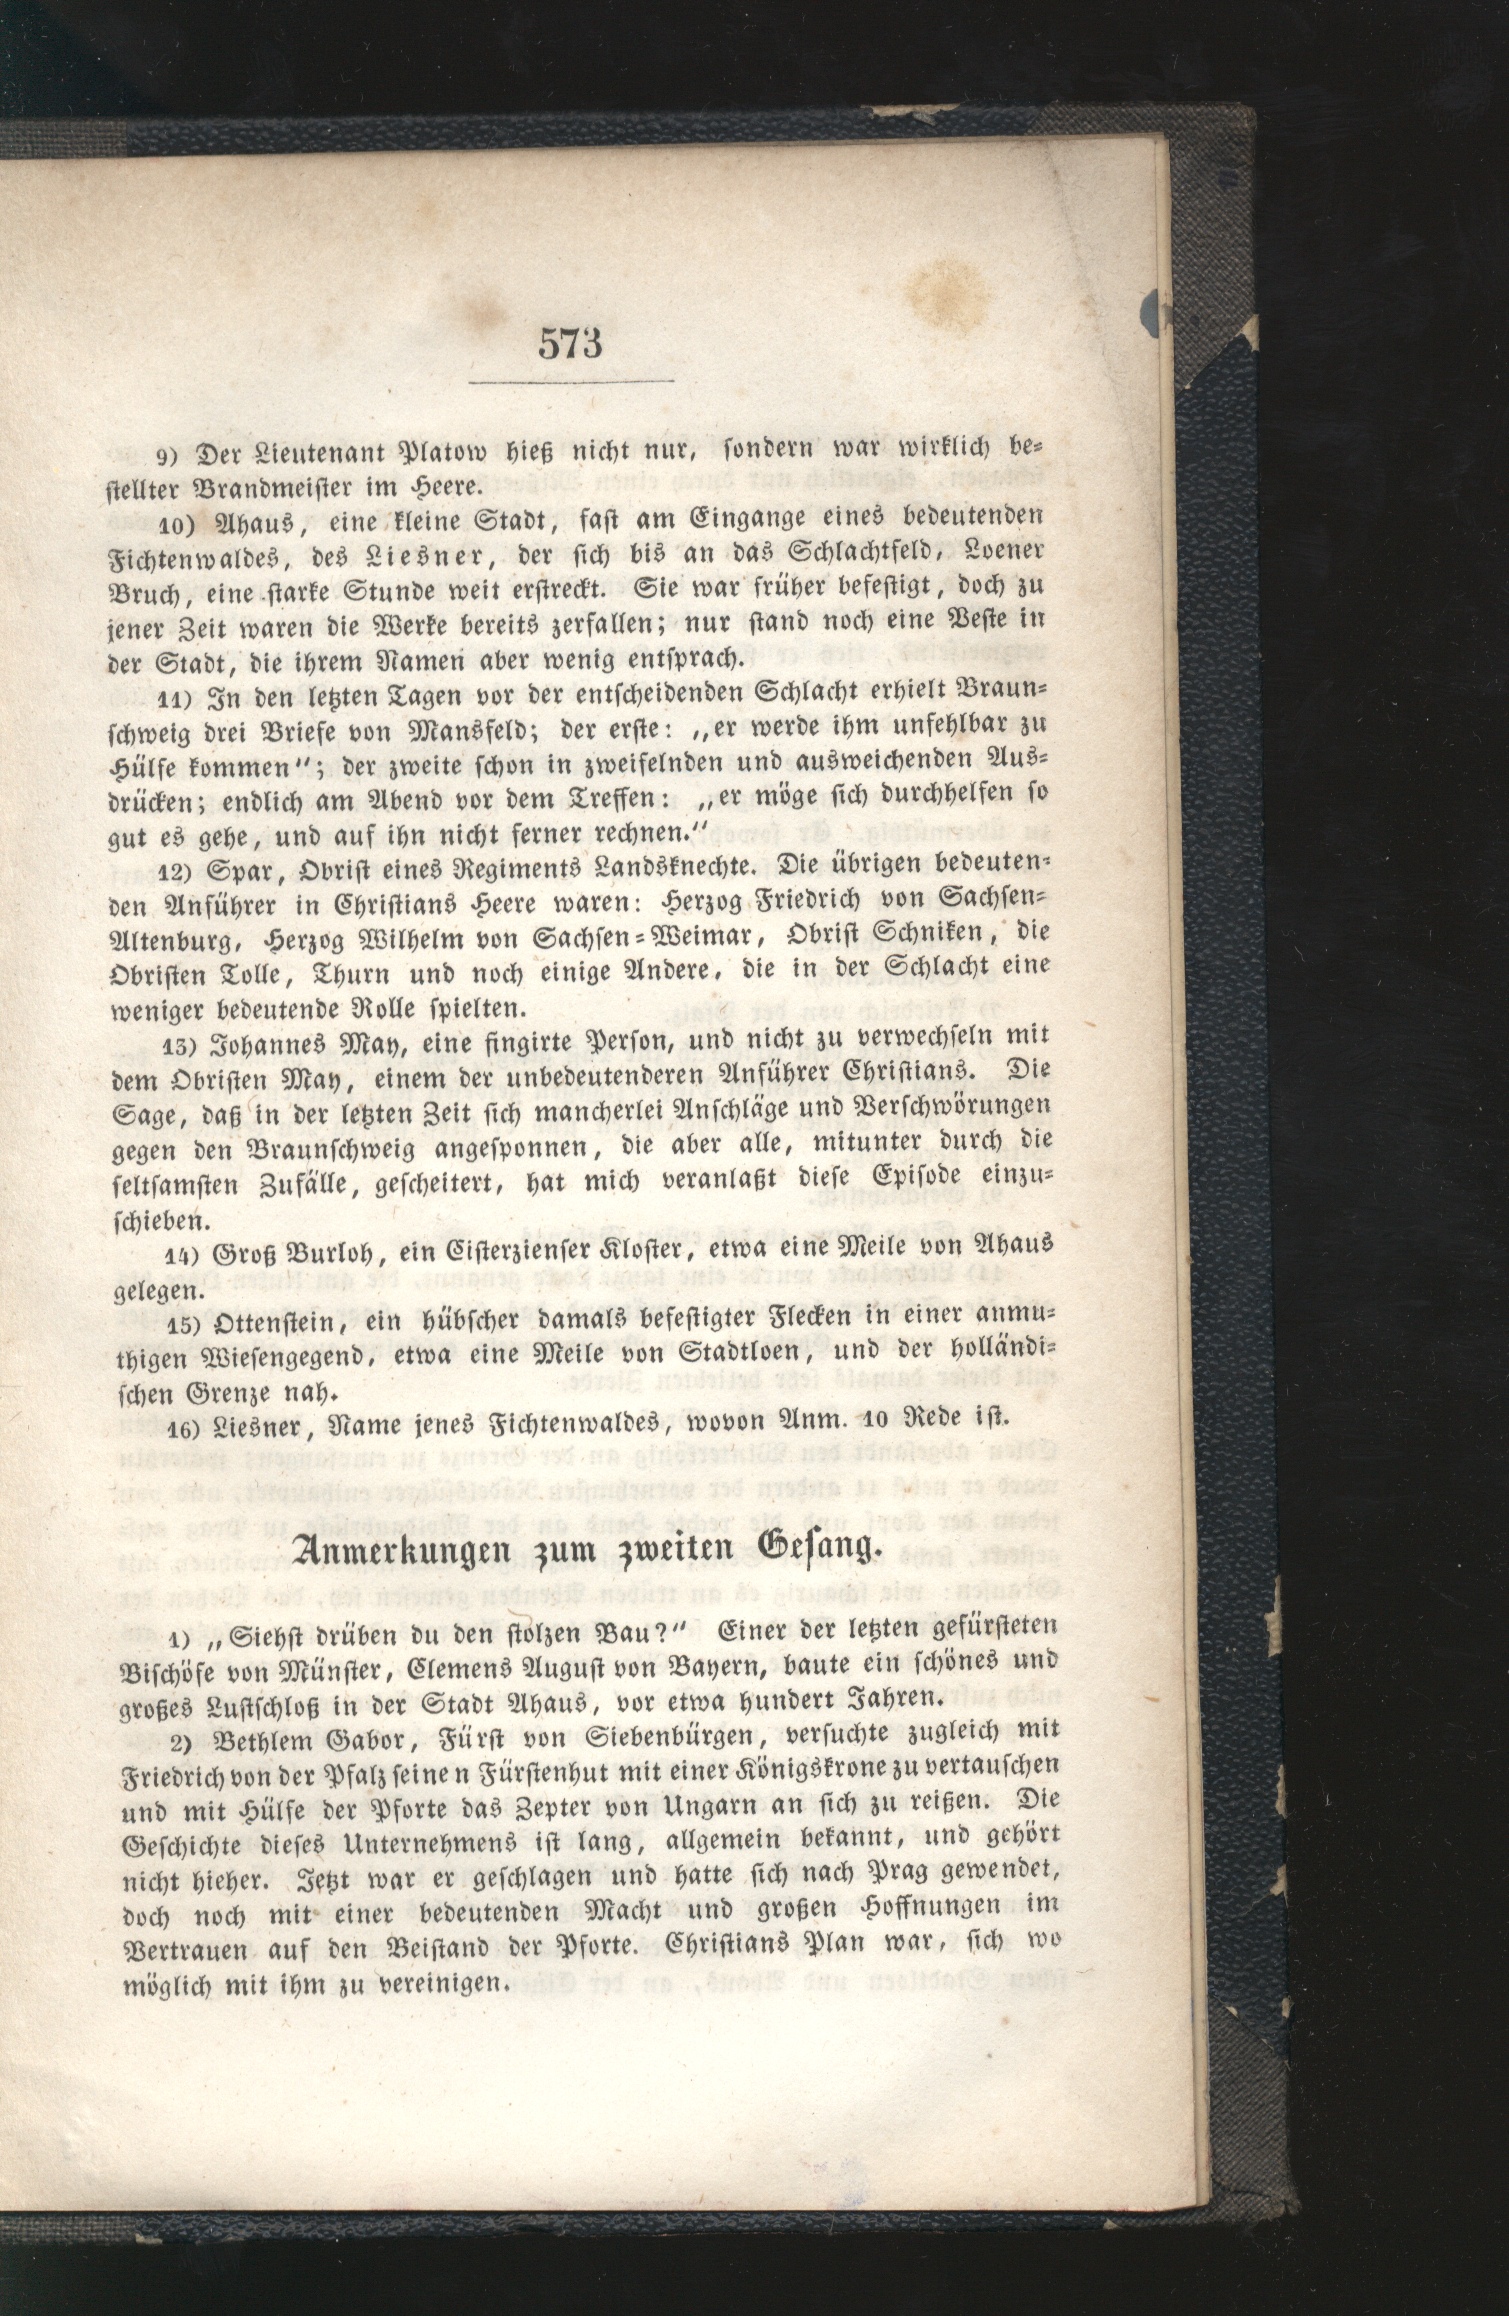 573
9) Der Lieutenant Platow hieß nicht nur, sondern war wirklich be-
stellter Brandmeister im Heere.
10) Ahaus, eine kleine Stadt, fast am Eingange eines bedeutenden
Fichtenwaldes, des Liesner, der sich bis an das Schlachtfeld, Loener
Bruch, eine starke Stunde weit erstreckt. Sie war früher befestigt, doch zu
jener Zeit waren die Werke bereits zerfallen; nur stand noch eine Veste in
der Stadt, die ihrem Namen aber wenig entsprach.
11) In den letzten Tagen vor der entscheidenden Schlacht erhielt Braun-
schweig drei Briefe von Mansfeld; der erste: „er werde ihm unfehlbar zu
Hülfe kommen“; der zweite schon in zweifelnden und ausweichenden Aus-
drücken; endlich am Abend vor dem Treffen: „er möge sich durchhelfen so
gut es gehe, und auf ihn nicht ferner rechnen.“
12) Spar, Obrist eines Regiments Landsknechte. Die übrigen bedeuten-
den Anführer in Christians Heere waren: Herzog Friedrich von Sachsen-
Altenburg, Herzog Wilhelm von Sachsen-Weimar, Obrist Schniken, die
Obristen Tolle, Thurn und noch einige Andere, die in der Schlacht eine
weniger bedeutende Rolle spielten.
13) Johannes May, eine fingirte Person, und nicht zu verwechseln mit
dem Obristen May, einem der unbedeutenderen Anführer Christians. Die
Sage, daß in der letzten Zeit sich mancherlei Anschläge und Verschwörungen
gegen den Braunschweig angesponnen, die aber alle, mitunter durch die
seltsamsten Zufälle, gescheitert, hat mich veranlaßt diese Episode einzu-
schieben.
14) Groß Burloh, ein Cisterzienser Kloster, etwa eine Meile von Ahaus
gelegen.
15) Ottenstein, ein hübscher damals befestigter Flecken in einer anmu-
thigen Wiesengegend, etwa eine Meile von Stadtloen, und der holländi-
schen Grenze nah.
16) Liesner, Name jenes Fichtenwaldes, wovon Anm. 10 Rede ist.
Anmerkungen zum zweiten Gesang.
1) „Siehst drüben du den stolzen Bau?“ Einer der letzten gefürsteten
Bischöfe von Münster, Clemens August von Bayern, baute ein schönes und
großes Lustschloß in der Stadt Ahaus, vor etwa hundert Jahren.
2) Bethlem Gabor, Fürst von Siebenbürgen, versuchte zugleich mit
Friedrich von der Pfalz seinen Fürstenhut mit einer Königskrone zu vertauschen
und mit Hülfe der Pforte das Zepter von Ungarn an sich zu reißen. Die
Geschichte dieses Unternehmens ist lang, allgemein bekannt, und gehört
nicht hieher. Jetzt war er geschlagen und hatte sich nach Prag gewendet,
doch noch mit einer bedeutenden Macht und großen Hoffnungen im
Vertrauen auf den Beistand der Pforte. Christians Plan war, sich wo
möglich mit ihm zu vereinigen.